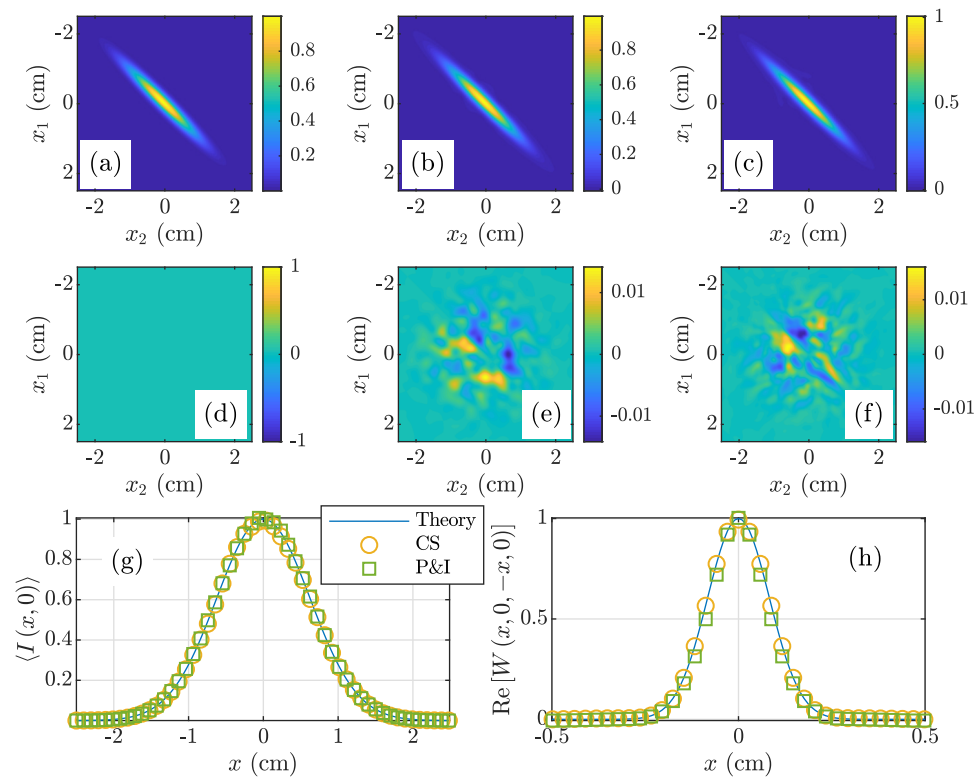 -2
0
2
x₁ (cm)
(a)
-2 0 2
x₂ (cm)
0.8
0.6
0.4
0.2
-2
0
2
x₁ (cm)
(b)
-2 0 2
x₂ (cm)
0.8
0.6
0.4
0.2
0
-2
0
2
x₁ (cm)
(c)
-2 0 2
x₂ (cm)
1
0.5
0
-2
0
2
x₁ (cm)
(d)
-2 0 2
x₂ (cm)
1
0
-1
-2
0
2
x₁ (cm)
(e)
-2 0 2
x₂ (cm)
0.01
0
-0.01
-2
0
2
x₁ (cm)
(f)
-2 0 2
x₂ (cm)
0.01
0
-0.01
1
0.8
0.6
0.4
0.2
⟨I (x, 0)⟩
(g)
-2 -1 0 1 2
x (cm)
Theory
CS
P&I
1
0.5
0
Re [W (x, 0, −x, 0)]
(h)
-0.5 0 0.5
x (cm)